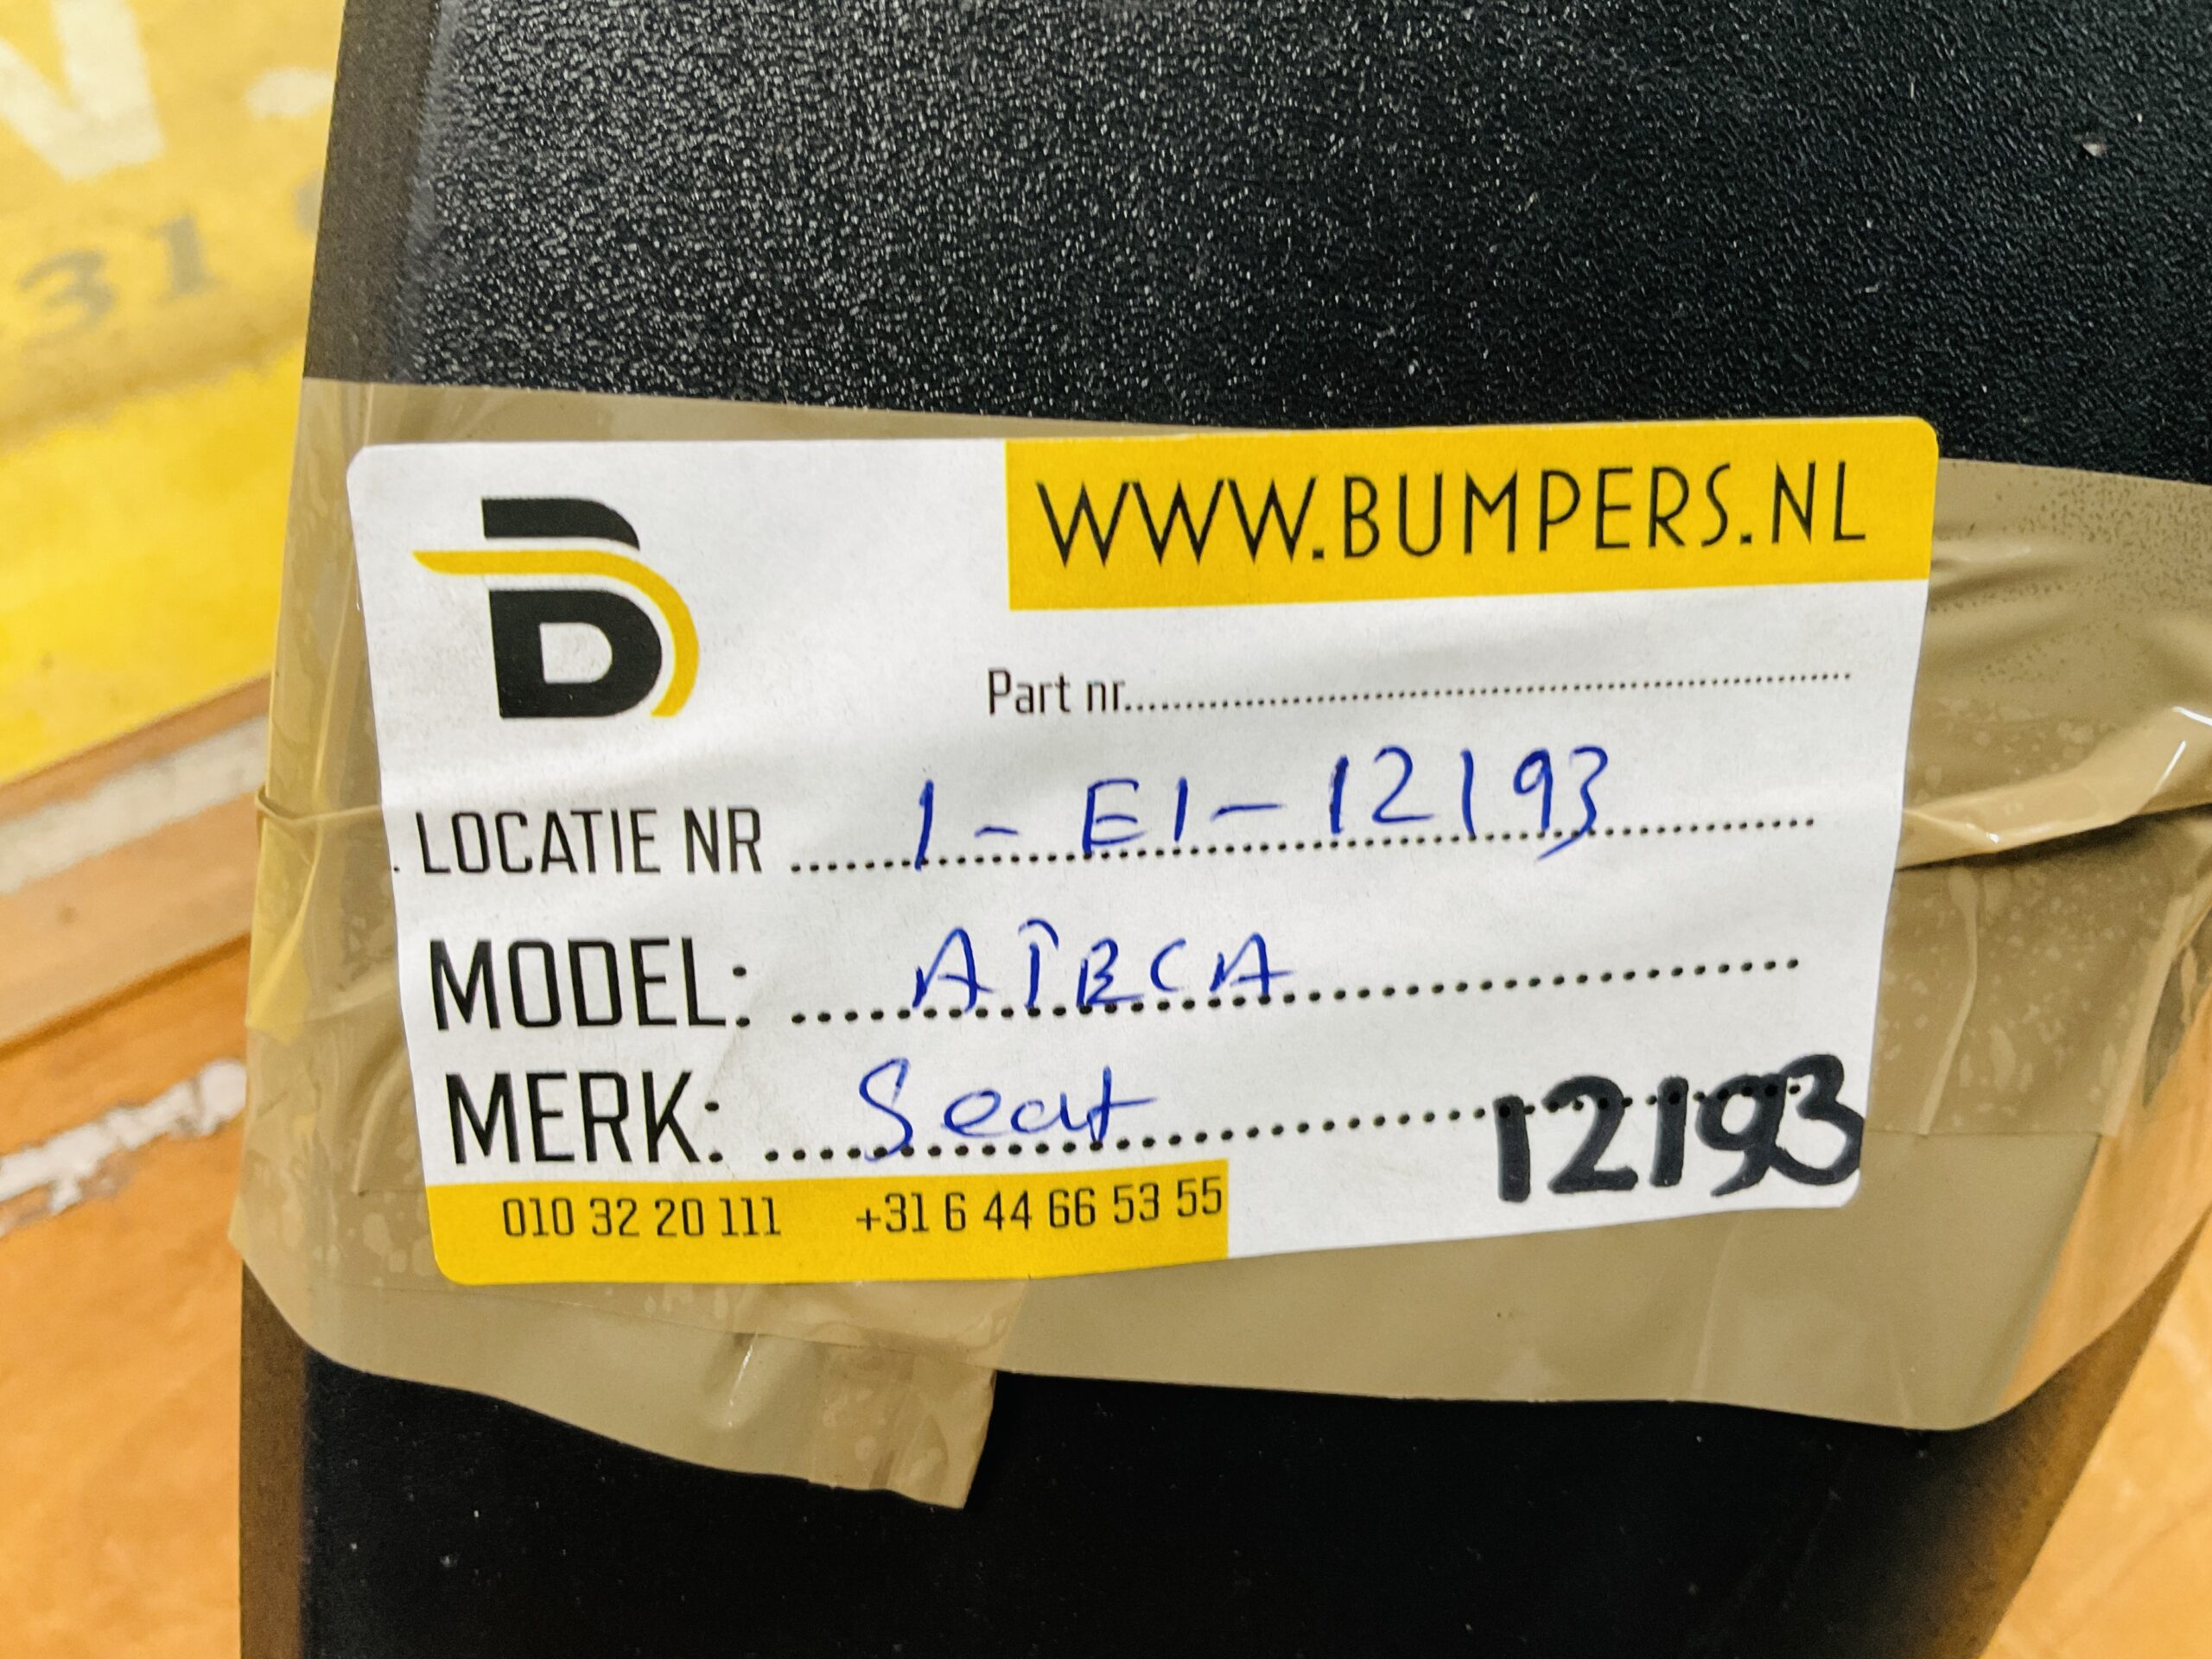 31
WWW.BUMPERS.NL
B
Part nr..............................
LOCATIE NR 1 - E1 - 12193
MODEL: ATECA
MERK: Seat
12193
010 32 20 111 +31 6 44 66 53 55